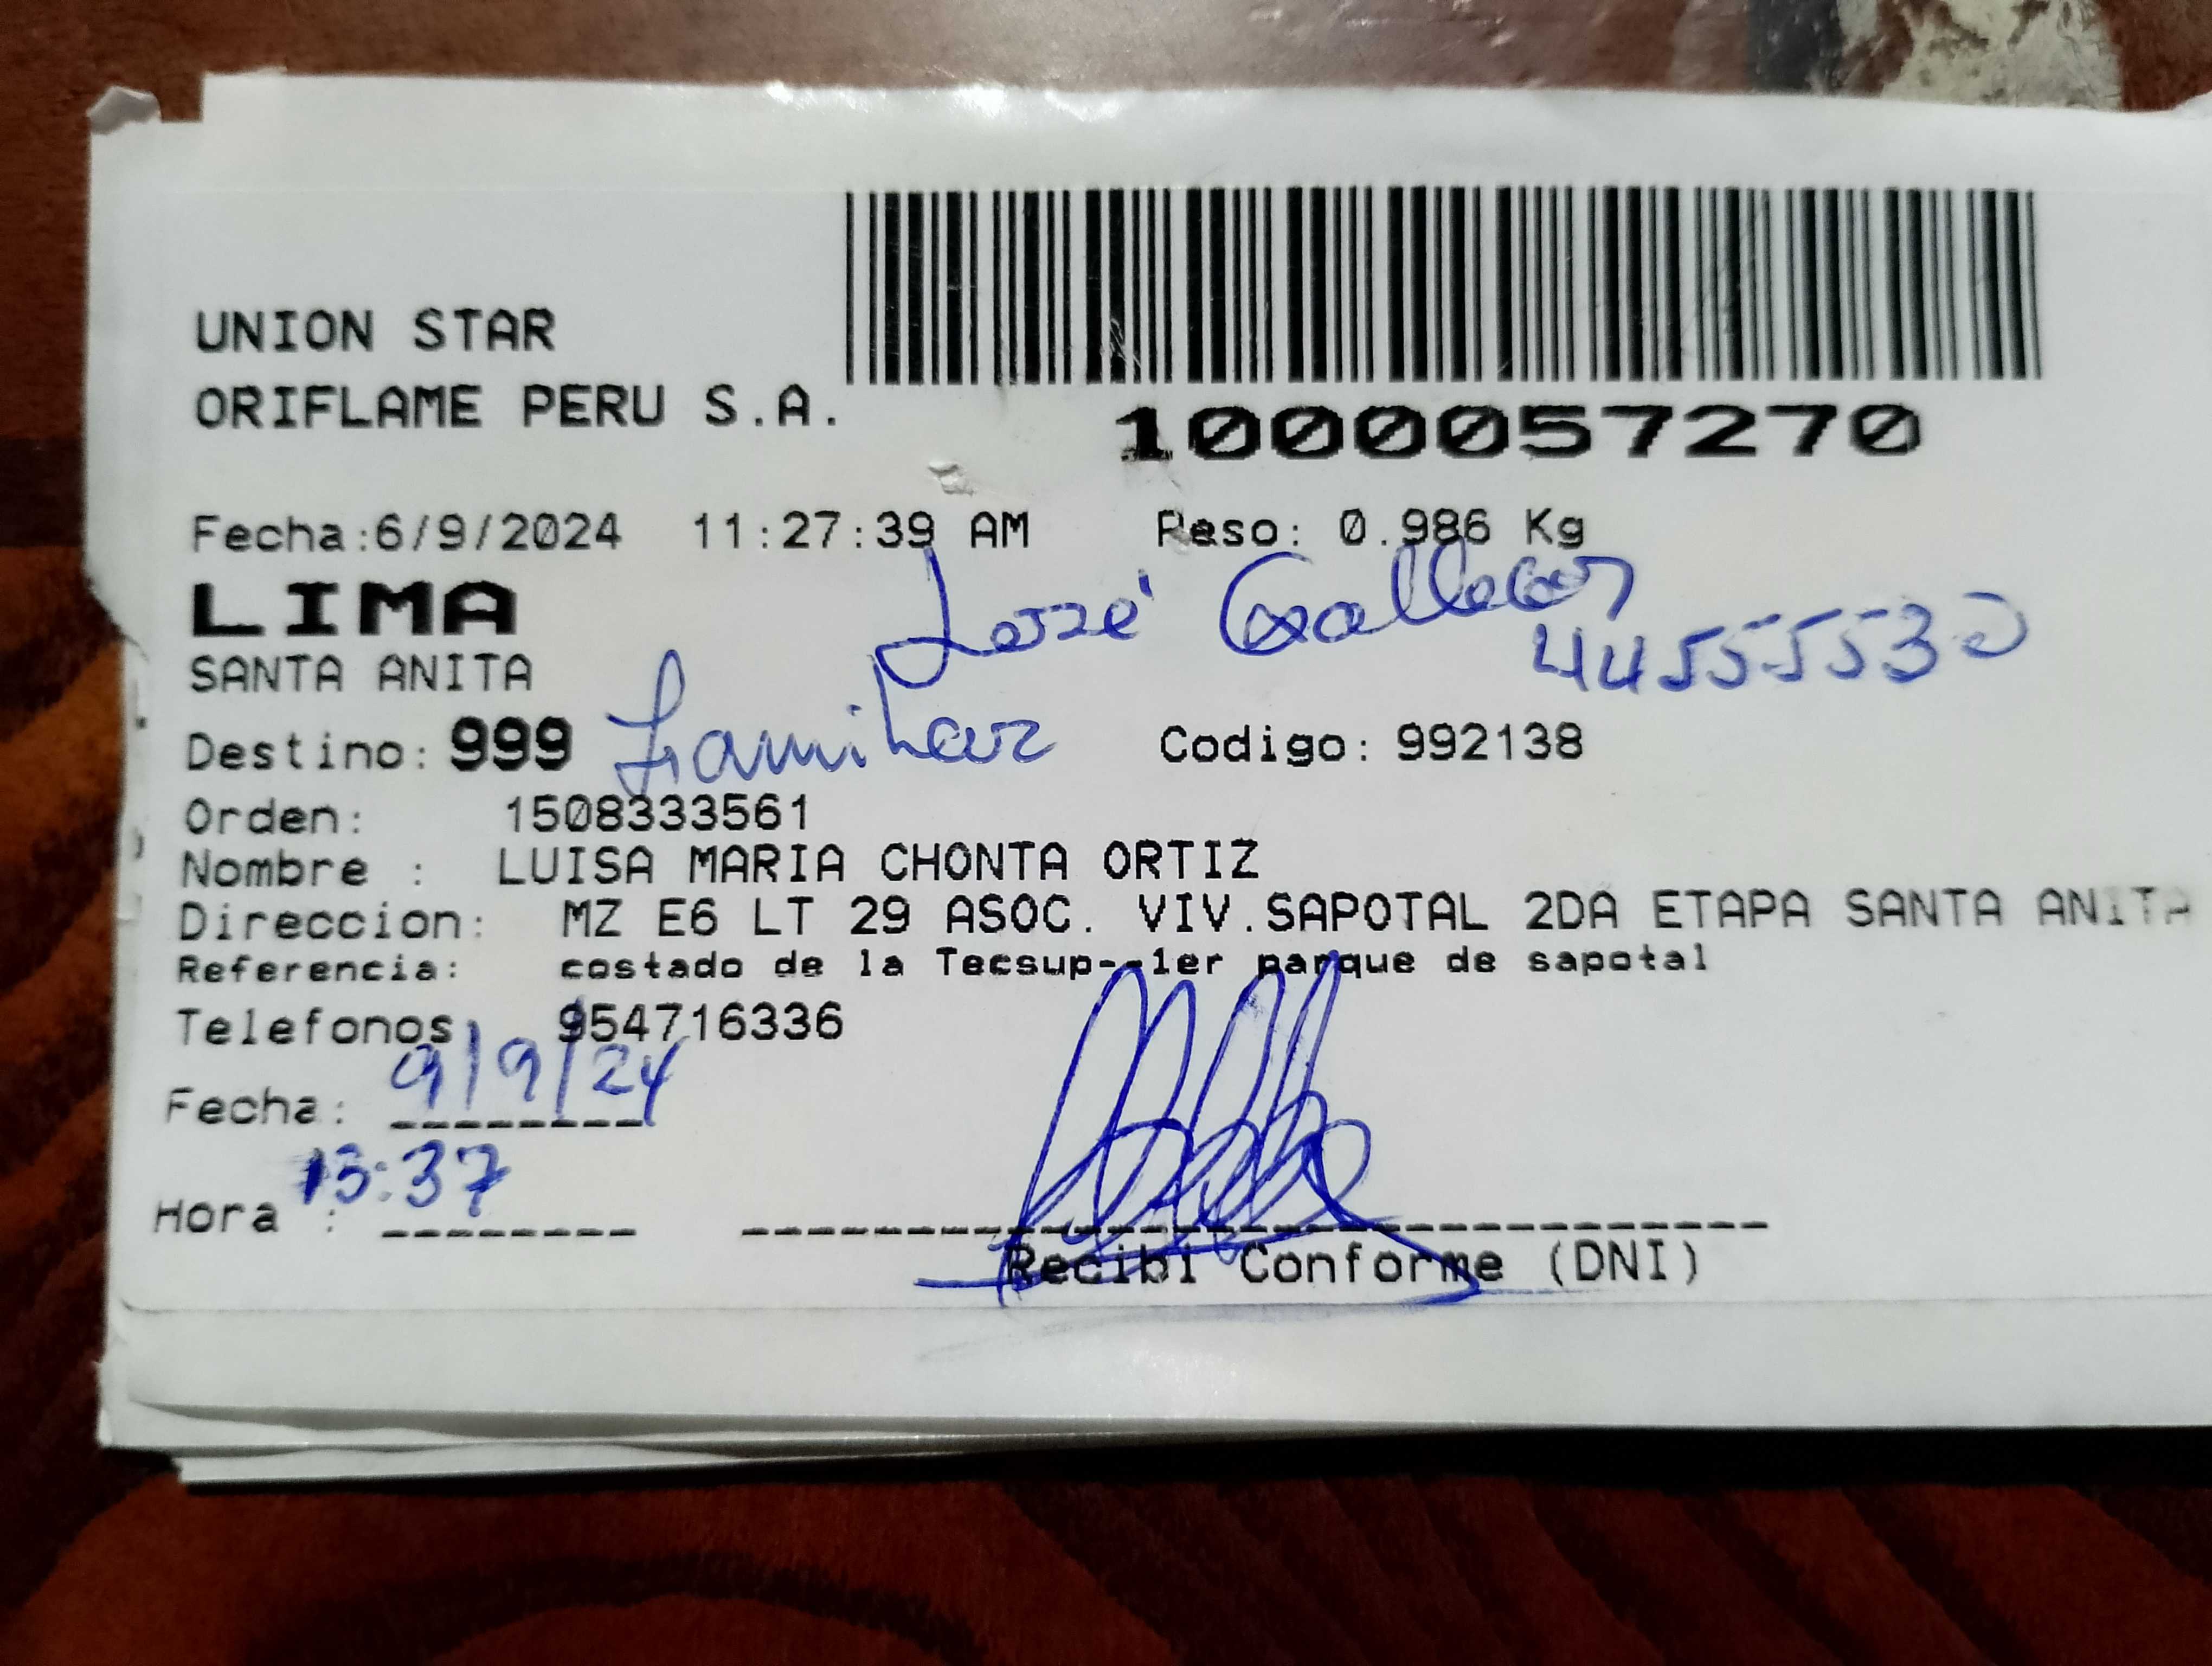 UNION STAR
ORIFLAME PERU S.A.
1000057270
Fecha:6/9/2024 11:27:39 AM Peso: 0.986 Kg
LIMA
José
SANTA ANITA
Destino: 999 Familiar Codigo: 992138
Orden: 1508333561
Nombre : LUISA MARIA CHONTA ORTIZ
Direccion: MZ E6 LT 29 ASOC. VIV.SAPOTAL 2DA ETAPA SANTA ANITA
Referencia: costado de la Tecsup--1er parque de sapotal
Telefonos 954716336
Fecha: 9/9/24
Hora : 13:37
Recibi Conforme (DNI)